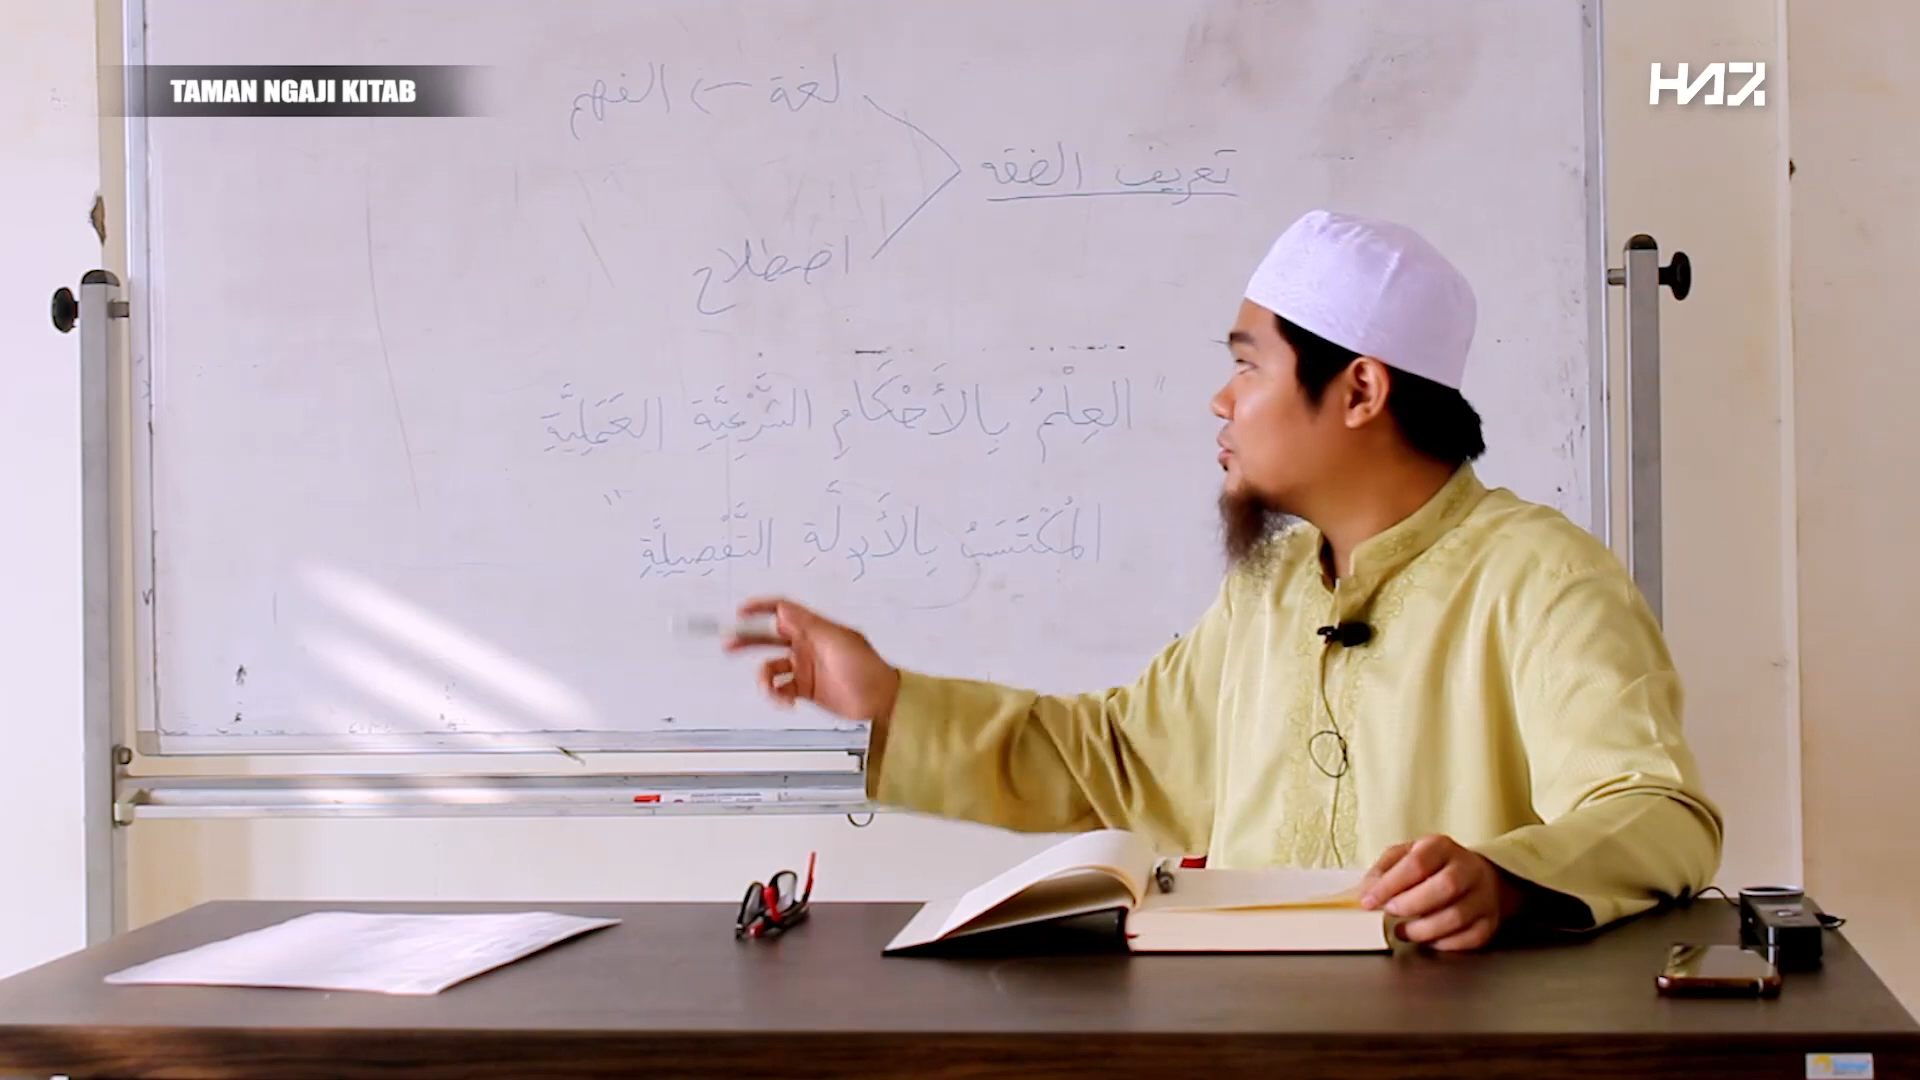 TAMAN NGAJI KITAB
HAZ
لغة ← الفهم
تعريف الفقه
اصطلاح
"العِلْمُ بِالأَحْكَامِ الشَّرْعِيَّةِ العَمَلِيَّةِ
المُكْتَسَبُ بِالأَدِلَّةِ التَّفْصِيلِيَّةِ"